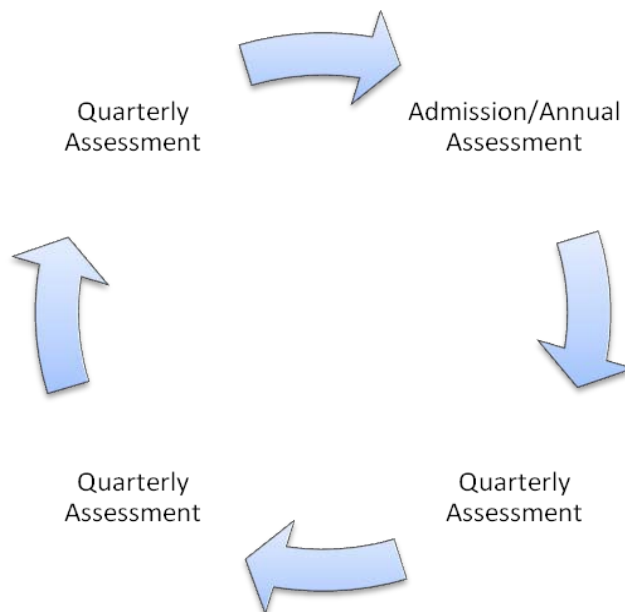 Quarterly
Assessment
Admission/Annual
Assessment
Quarterly
Assessment
Quarterly
Assessment